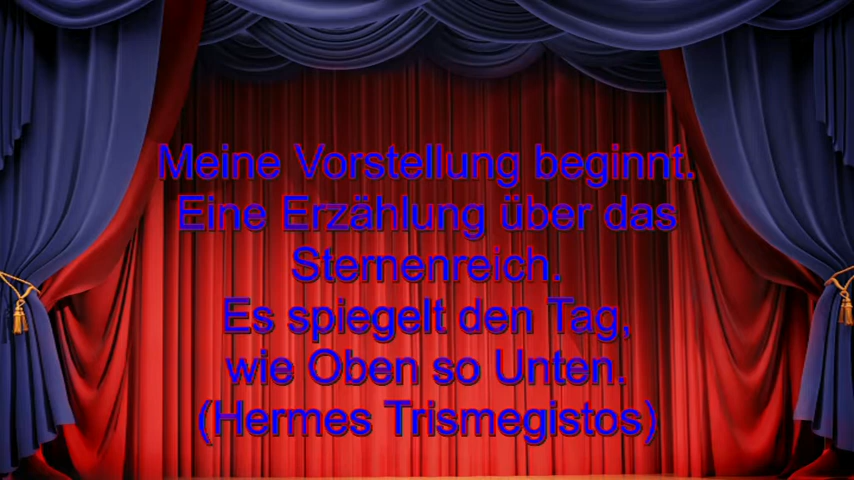 Meine Vorstellung beginnt.
Eine Erzählung über das
Sternenreich.
Es spiegelt den Tag,
wie Oben so Unten.
(Hermes Trismegistos)